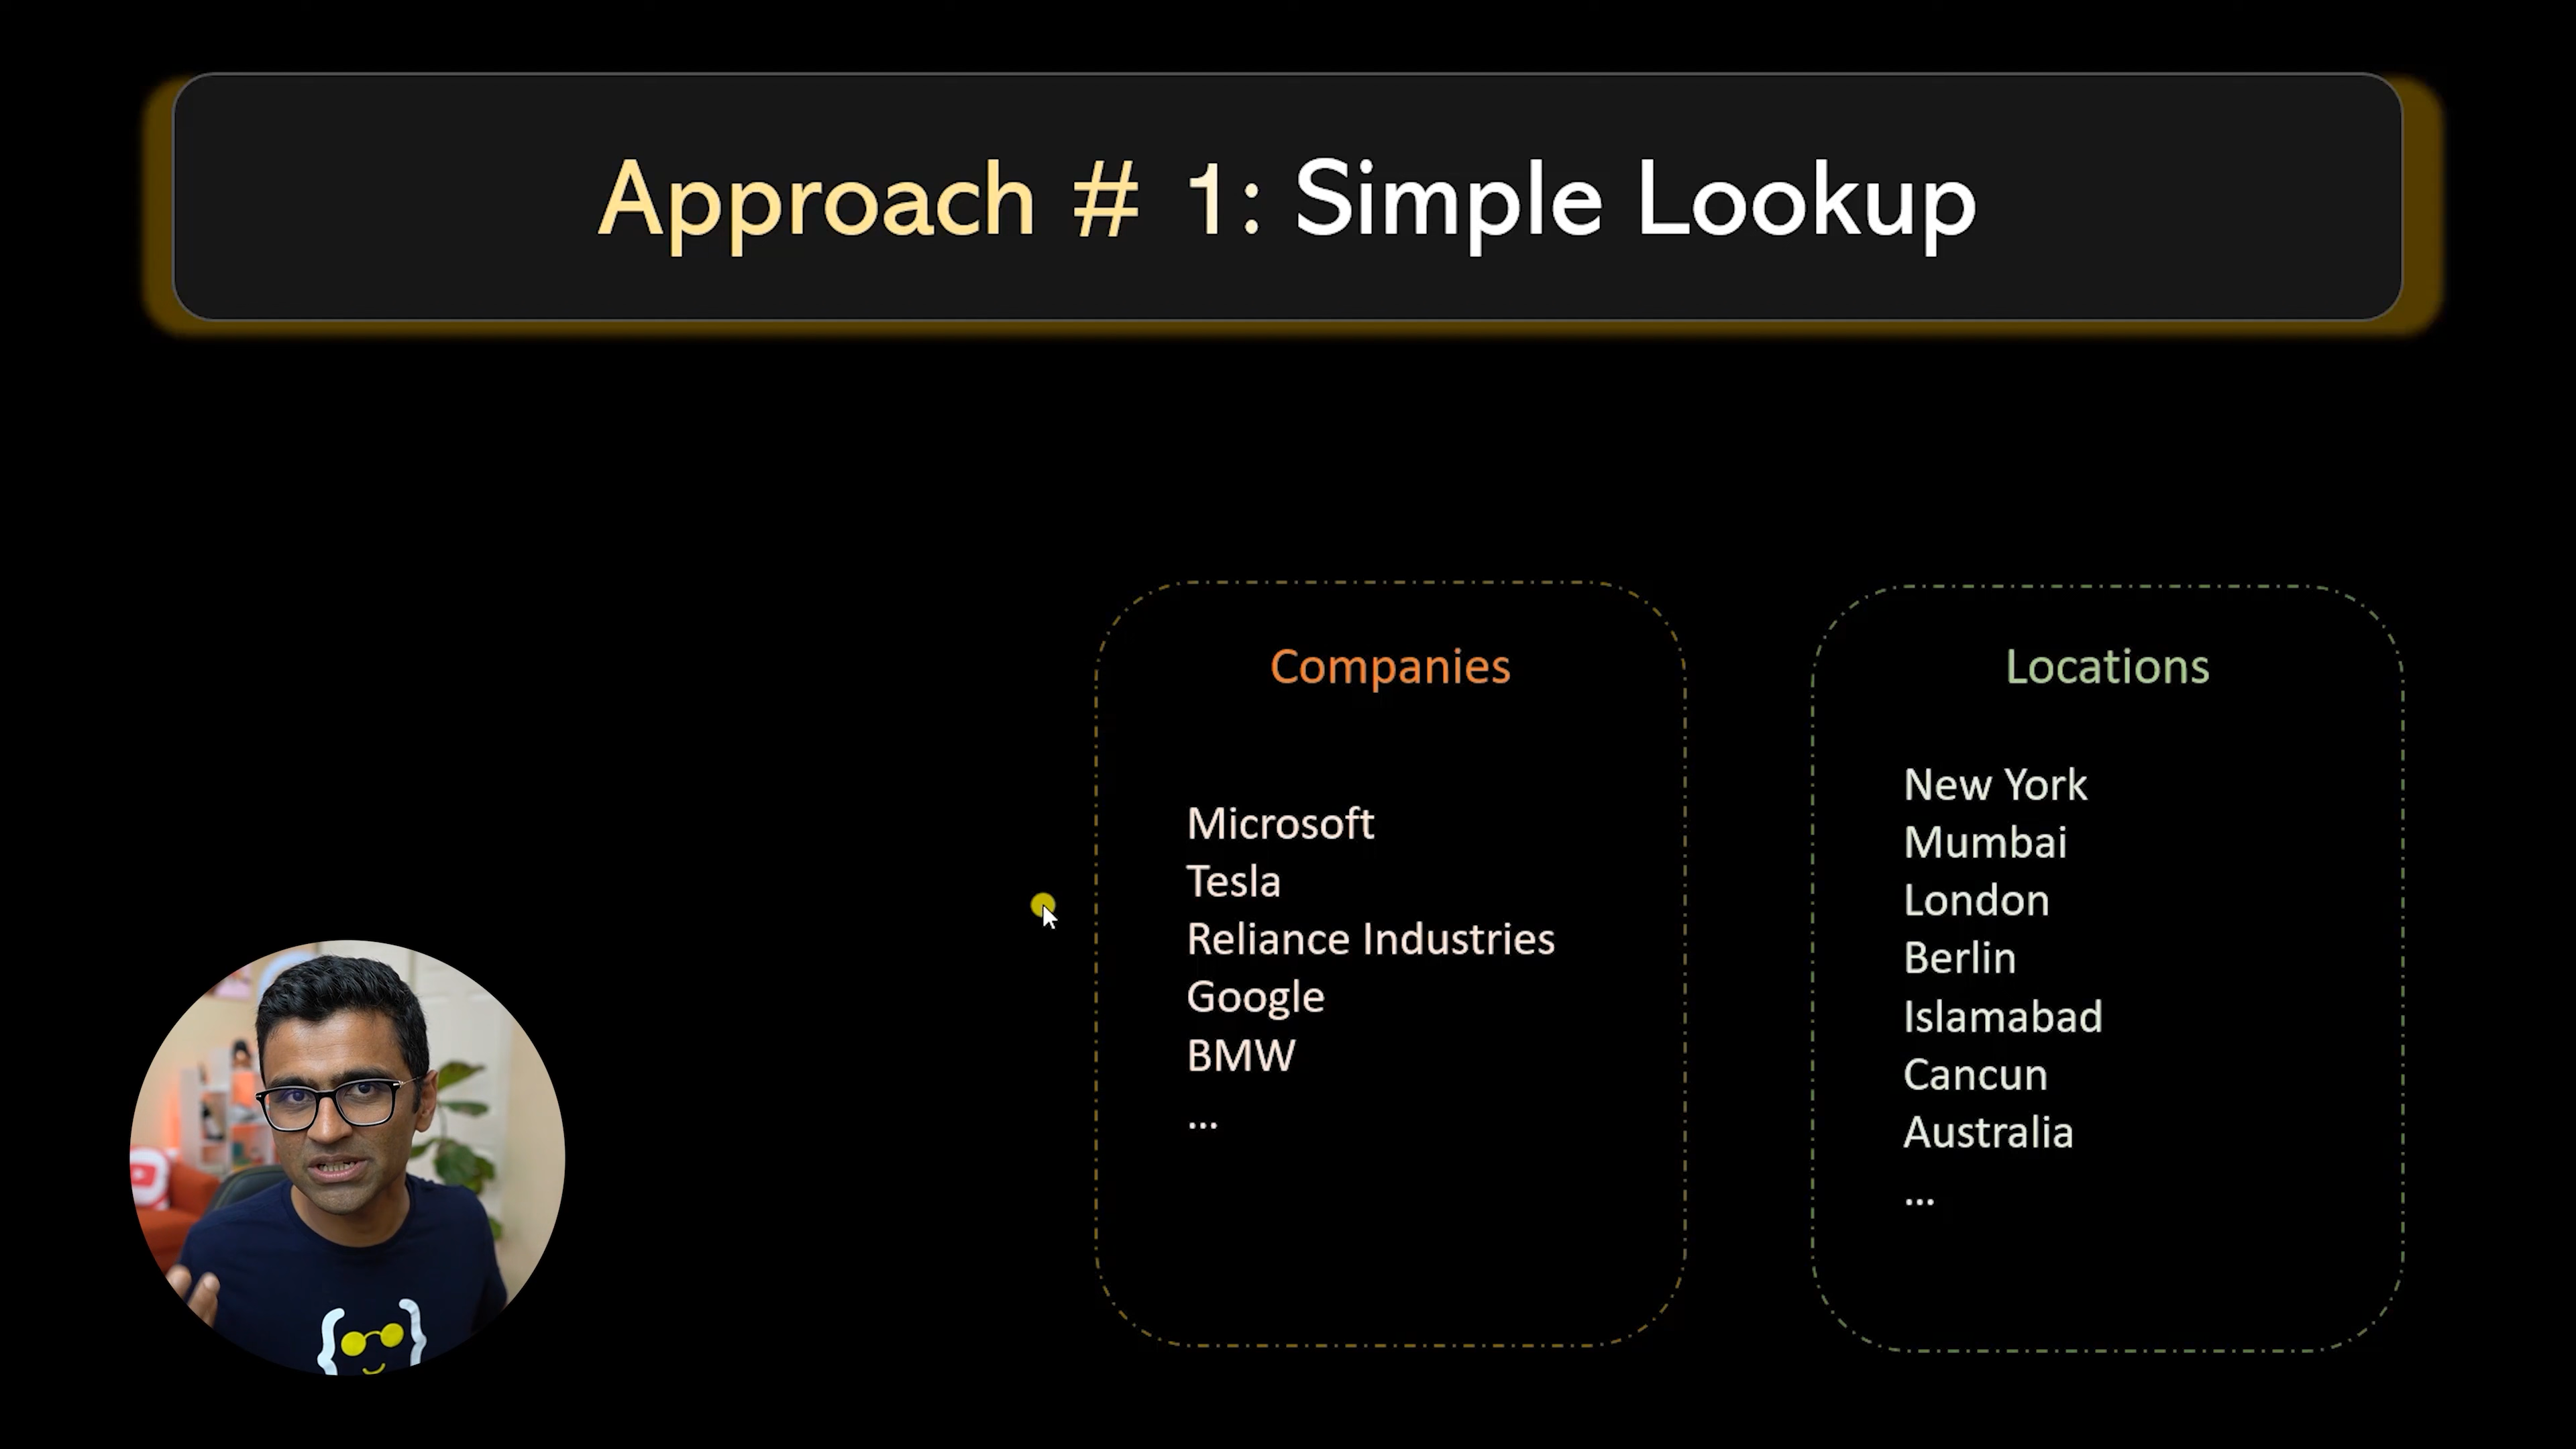 Approach # 1: Simple Lookup
Companies
Microsoft
Tesla
Reliance Industries
Google
BMW
...
Locations
New York
Mumbai
London
Berlin
Islamabad
Cancun
Australia
...